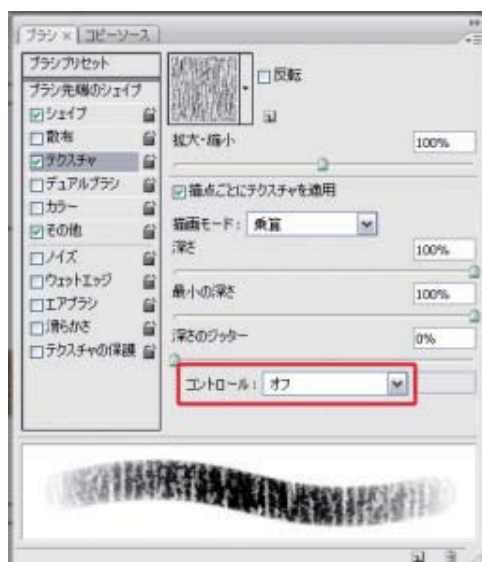 ブラシ × コピーソース
ブラシプリセット
ブラシ先端のシェイプ
シェイプ
散布
テクスチャ
デュアルブラシ
カラー
その他
ノイズ
ウェットエッジ
エアブラシ
滑らかさ
テクスチャの保護
反転
拡大・縮小 100%
描点ごとにテクスチャを適用
描画モード： 乗算
深さ 100%
最小の深さ 100%
深さのジッター 0%
コントロール： オフ